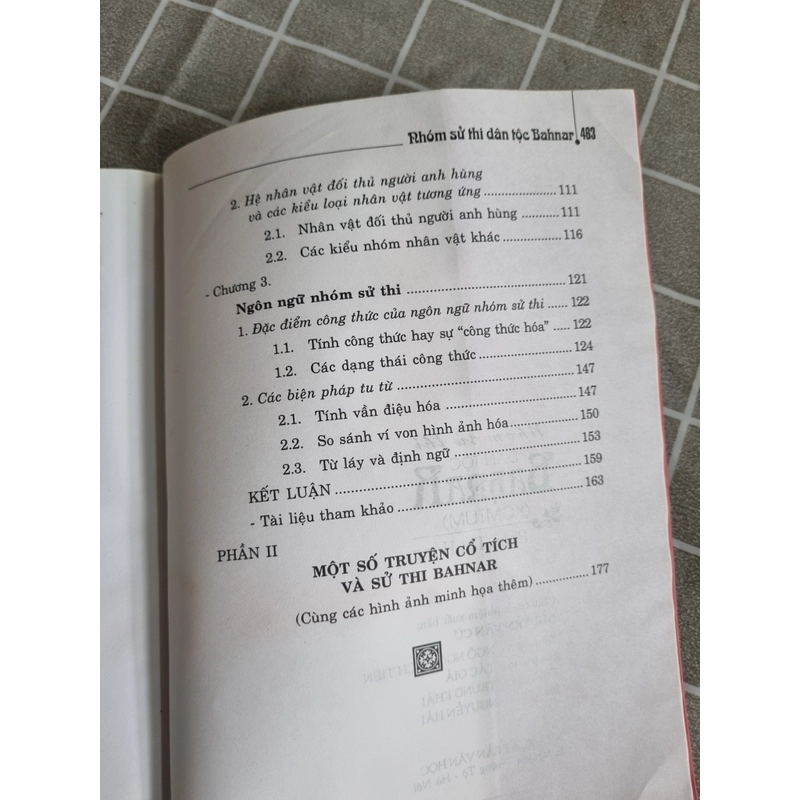 Nhóm sử thi dân tộc Bahnar 483
2. Hệ nhân vật đối thủ người anh hùng
và các kiểu loại nhân vật tương ứng ..................... 111
2.1. Nhân vật đối thủ người anh hùng ........... 111
2.2. Các kiểu nhóm nhân vật khác ................. 116
- Chương 3.
Ngôn ngữ nhóm sử thi ........................................ 121
1. Đặc điểm công thức của ngôn ngữ nhóm sử thi ...... 122
1.1. Tính công thức hay sự "công thức hóa" ..... 122
1.2. Các dạng thái công thức ........................ 124
2. Các biện pháp tu từ ........................................ 147
2.1. Tính vần điệu hóa ................................ 147
2.2. So sánh ví von hình ảnh hóa ................... 150
2.3. Từ láy và định ngữ ................................ 153
KẾT LUẬN .................................................... 159
- Tài liệu tham khảo ........................................ 163
PHẦN II
MỘT SỐ TRUYỆN CỔ TÍCH
VÀ SỬ THI BAHNAR
(Cùng các hình ảnh minh họa thêm) ............... 177